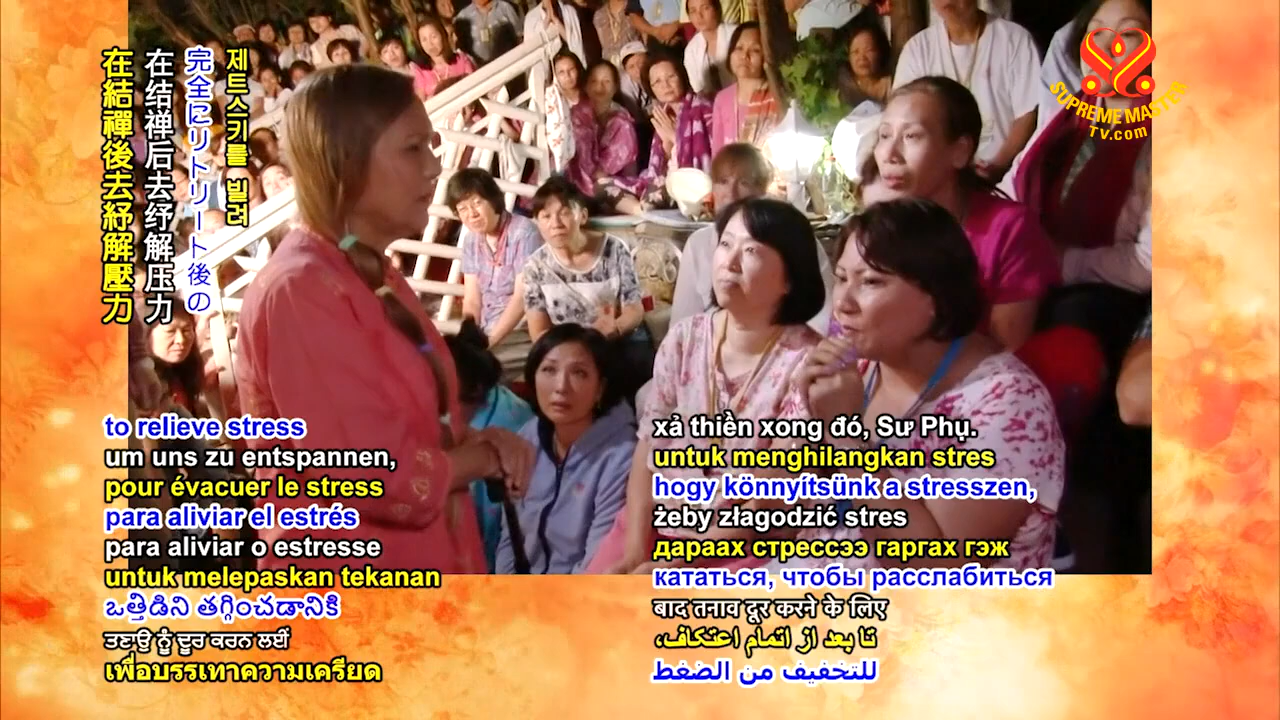 제트스키를 빌려
完全にリトリート後の
在结禅后去纾解压力
在結禪後去紓解壓力
SUPREME MASTER
TV.com
to relieve stress
um uns zu entspannen,
pour évacuer le stress
para aliviar el estrés
para aliviar o estresse
untuk melepaskan tekanan
ఒత్తిడిని తగ్గించడానికి
ਤਣਾਉ ਨੂੰ ਦੂਰ ਕਰਨ ਲਈਂ
เพื่อบรรเทาความเครียด
xả thiền xong đó, Sư Phụ.
untuk menghilangkan stres
hogy könnyítsünk a stresszen,
żeby złagodzić stres
дараах стрессээ гаргах гэж
кататься, чтобы расслабиться
बाद तनाव दूर करने के लिए
تا بعد از اتمام اعتکاف،
للتخفيف من الضغط